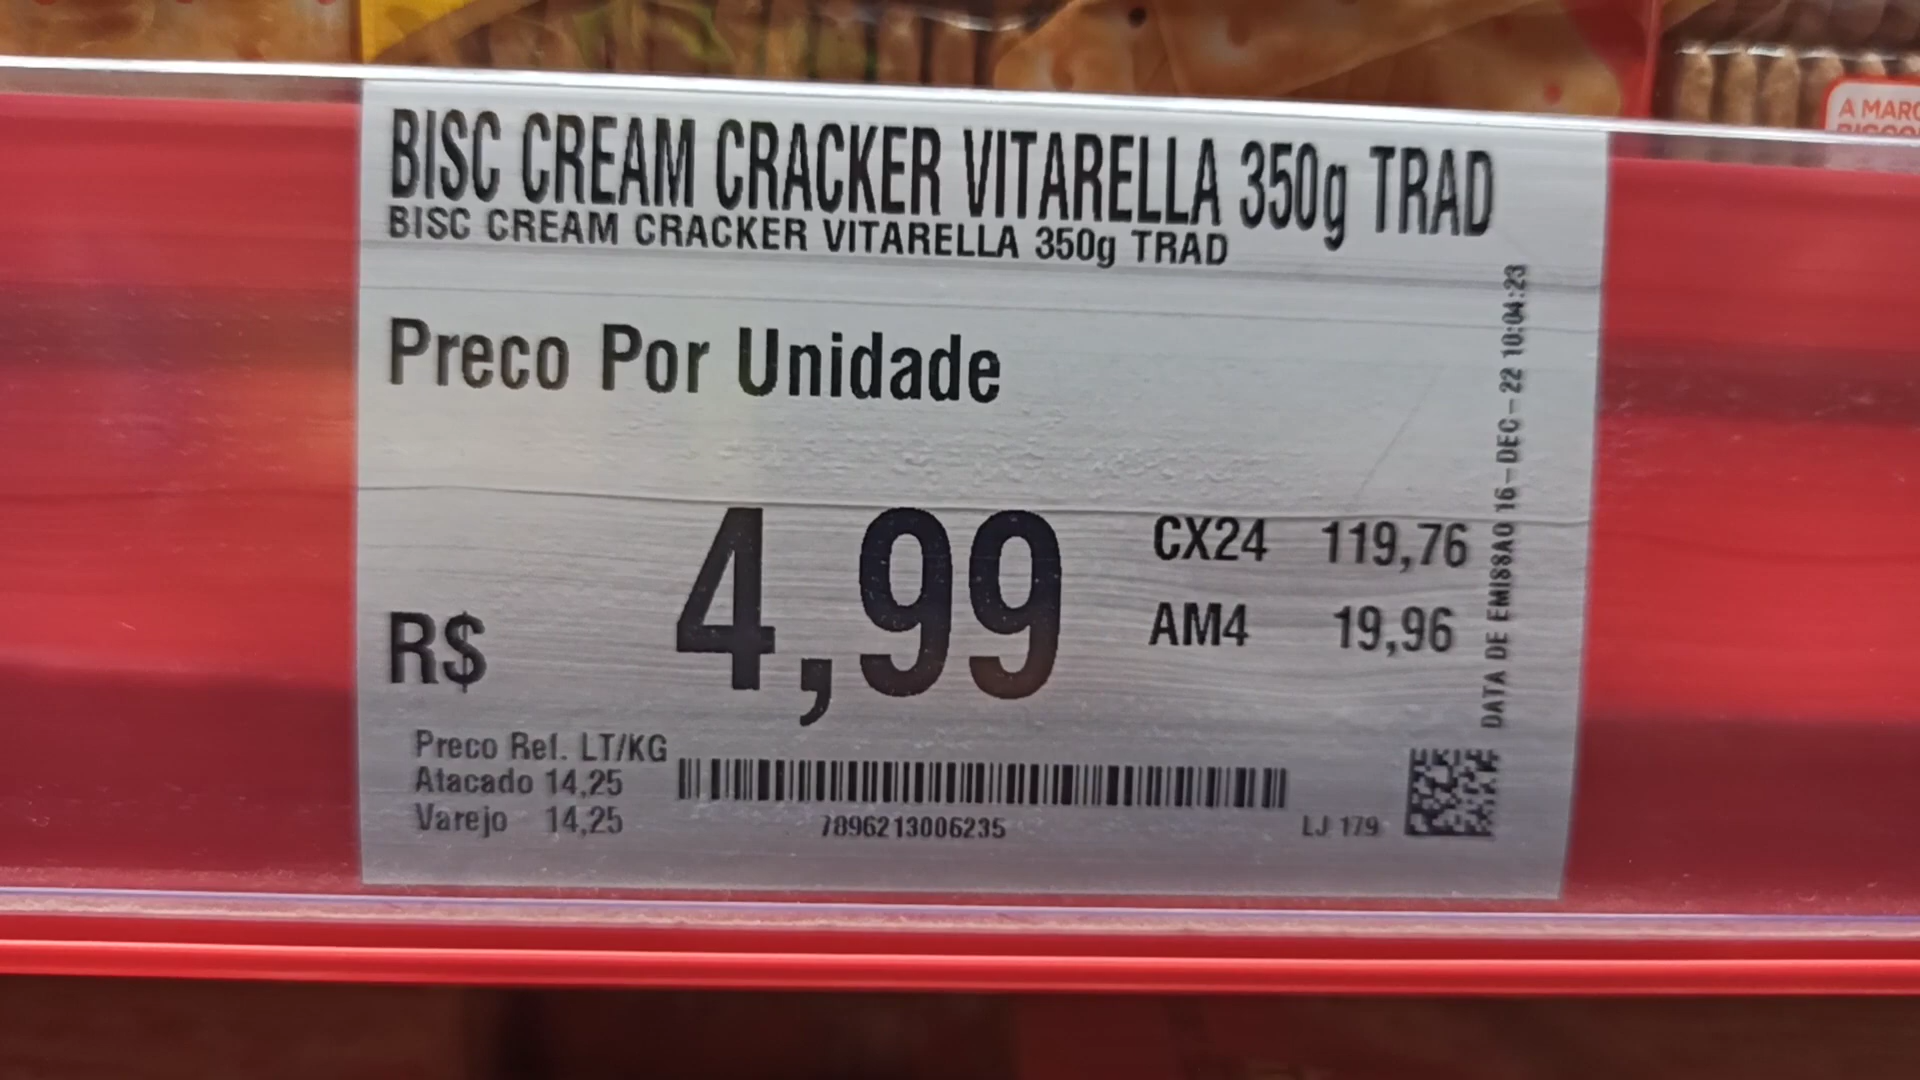 A MARC
BISC CREAM CRACKER VITARELLA 350g TRAD
BISC CREAM CRACKER VITARELLA 350g TRAD
Preco Por Unidade
R$ 4,99
CX24 119,76
AM4 19,96
DATA DE EMISSAO 16-DEC-22 10:04:23
Preco Ref. LT/KG
Atacado 14,25
Varejo 14,25
7896213006235
LJ 179